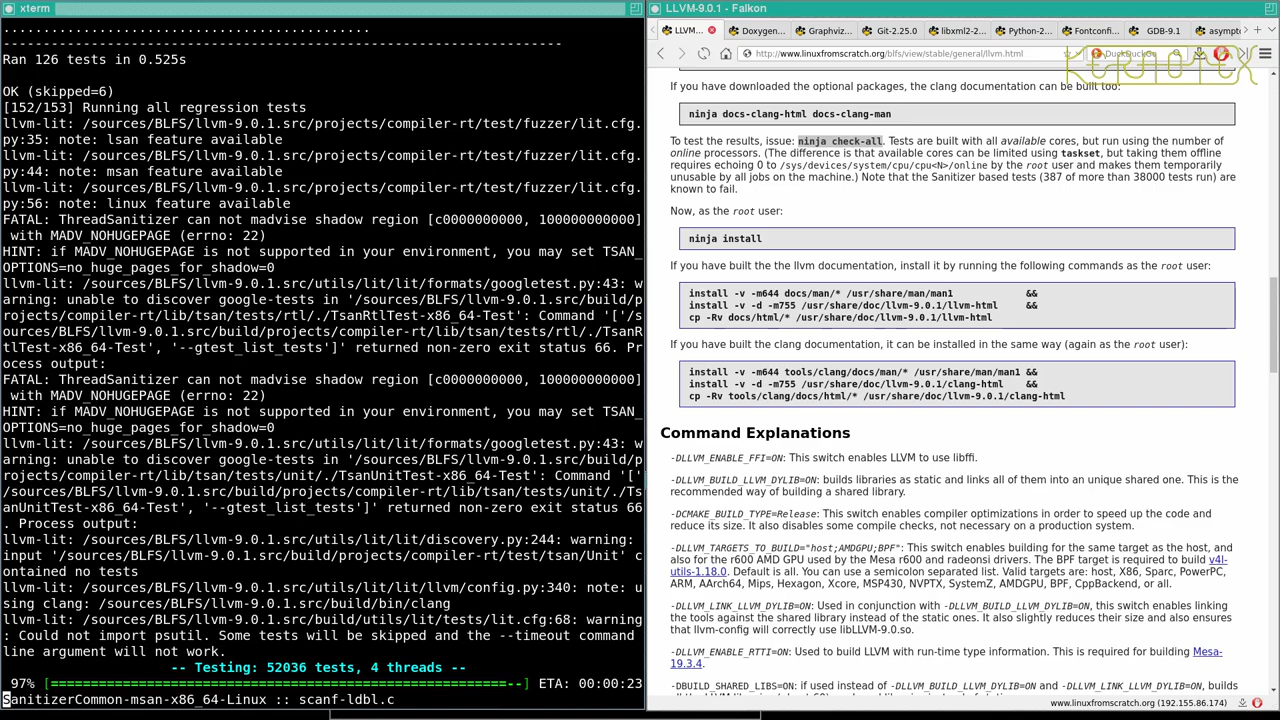 xterm
..............................................
----------------------------------------------------------------------
Ran 126 tests in 0.525s
OK (skipped=6)
[152/153] Running all regression tests
llvm-lit: /sources/BLFS/llvm-9.0.1.src/projects/compiler-rt/test/fuzzer/lit.cfg.
py:35: note: lsan feature available
llvm-lit: /sources/BLFS/llvm-9.0.1.src/projects/compiler-rt/test/fuzzer/lit.cfg.
py:44: note: msan feature available
llvm-lit: /sources/BLFS/llvm-9.0.1.src/projects/compiler-rt/test/fuzzer/lit.cfg.
py:56: note: linux feature available
FATAL: ThreadSanitizer can not madvise shadow region [c0000000000, 100000000000]
 with MADV_NOHUGEPAGE (errno: 22)
HINT: if MADV_NOHUGEPAGE is not supported in your environment, you may set TSAN_
OPTIONS=no_huge_pages_for_shadow=0
llvm-lit: /sources/BLFS/llvm-9.0.1.src/utils/lit/lit/formats/googletest.py:43: w
arning: unable to discover google-tests in '/sources/BLFS/llvm-9.0.1.src/build/p
rojects/compiler-rt/lib/tsan/tests/rtl/./TsanRtlTest-x86_64-Test': Command '['/s
ources/BLFS/llvm-9.0.1.src/build/projects/compiler-rt/lib/tsan/tests/rtl/./TsanR
tlTest-x86_64-Test', '--gtest_list_tests']' returned non-zero exit status 66. Pr
ocess output:
FATAL: ThreadSanitizer can not madvise shadow region [c0000000000, 100000000000]
 with MADV_NOHUGEPAGE (errno: 22)
HINT: if MADV_NOHUGEPAGE is not supported in your environment, you may set TSAN_
OPTIONS=no_huge_pages_for_shadow=0
llvm-lit: /sources/BLFS/llvm-9.0.1.src/utils/lit/lit/formats/googletest.py:43: w
arning: unable to discover google-tests in '/sources/BLFS/llvm-9.0.1.src/build/p
rojects/compiler-rt/lib/tsan/tests/unit/./TsanUnitTest-x86_64-Test': Command '['
/sources/BLFS/llvm-9.0.1.src/build/projects/compiler-rt/lib/tsan/tests/unit/./Ts
anUnitTest-x86_64-Test', '--gtest_list_tests']' returned non-zero exit status 66
. Process output:
llvm-lit: /sources/BLFS/llvm-9.0.1.src/utils/lit/lit/discovery.py:244: warning: 
input '/sources/BLFS/llvm-9.0.1.src/build/projects/compiler-rt/test/tsan/Unit' c
ontained no tests
llvm-lit: /sources/BLFS/llvm-9.0.1.src/utils/lit/lit/llvm/config.py:340: note: u
sing clang: /sources/BLFS/llvm-9.0.1.src/build/bin/clang
llvm-lit: /sources/BLFS/llvm-9.0.1.src/build/utils/lit/tests/lit.cfg:68: warning
: Could not import psutil. Some tests will be skipped and the --timeout command 
line argument will not work.
-- Testing: 52036 tests, 4 threads --
97% [==================================================--] ETA: 00:00:23
SanitizerCommon-msan-x86_64-Linux :: scanf-ldbl.c
LLVM-9.0.1 - Falkon
LLVM... Doxygen... Graphviz... Git-2.25.0 libxml2-2... Python-2... Fontconfi... GDB-9.1 asympt
http://www.linuxfromscratch.org/blfs/view/stable/general/llvm.html DuckDuckGo
KERNOTEX
If you have downloaded the optional packages, the clang documentation can be built too:
ninja docs-clang-html docs-clang-man
To test the results, issue: ninja check-all. Tests are built with all available cores, but run using the number of
online processors. (The difference is that available cores can be limited using taskset, but taking them offline
requires echoing 0 to /sys/devices/system/cpu/cpu<N>/online by the root user and makes them temporarily
unusable by all jobs on the machine.) Note that the Sanitizer based tests (387 of more than 38000 tests run) are
known to fail.
Now, as the root user:
ninja install
If you have built the the llvm documentation, install it by running the following commands as the root user:
install -v -m644 docs/man/* /usr/share/man/man1 &&
install -v -d -m755 /usr/share/doc/llvm-9.0.1/llvm-html &&
cp -Rv docs/html/* /usr/share/doc/llvm-9.0.1/llvm-html
If you have built the clang documentation, it can be installed in the same way (again as the root user):
install -v -m644 tools/clang/docs/man/* /usr/share/man/man1 &&
install -v -d -m755 /usr/share/doc/llvm-9.0.1/clang-html &&
cp -Rv tools/clang/docs/html/* /usr/share/doc/llvm-9.0.1/clang-html
Command Explanations
-DLLVM_ENABLE_FFI=ON: This switch enables LLVM to use libffi.
-DLLVM_BUILD_LLVM_DYLIB=ON: builds libraries as static and links all of them into an unique shared one. This is the
recommended way of building a shared library.
-DCMAKE_BUILD_TYPE=Release: This switch enables compiler optimizations in order to speed up the code and
reduce its size. It also disables some compile checks, not necessary on a production system.
-DLLVM_TARGETS_TO_BUILD="host;AMDGPU;BPF": This switch enables building for the same target as the host, and
also for the r600 AMD GPU used by the Mesa r600 and radeonsi drivers. The BPF target is required to build v4l-
utils-1.18.0. Default is all. You can use a semicolon separated list. Valid targets are: host, X86, Sparc, PowerPC,
ARM, AArch64, Mips, Hexagon, Xcore, MSP430, NVPTX, SystemZ, AMDGPU, BPF, CppBackend, or all.
-DLLVM_LINK_LLVM_DYLIB=ON: Used in conjunction with -DLLVM_BUILD_LLVM_DYLIB=ON, this switch enables linking
the tools against the shared library instead of the static ones. It also slightly reduces their size and also ensures
that llvm-config will correctly use libLLVM-9.0.so.
-DLLVM_ENABLE_RTTI: Used to build LLVM with run-time type information. This is required for building Mesa-
19.3.4.
-DBUILD_SHARED_LIBS=ON: if used instead of -DLLVM_BUILD_LLVM_DYLIB=ON and -DLLVM_LINK_LLVM_DYLIB=ON, builds
www.linuxfromscratch.org (192.155.86.174)